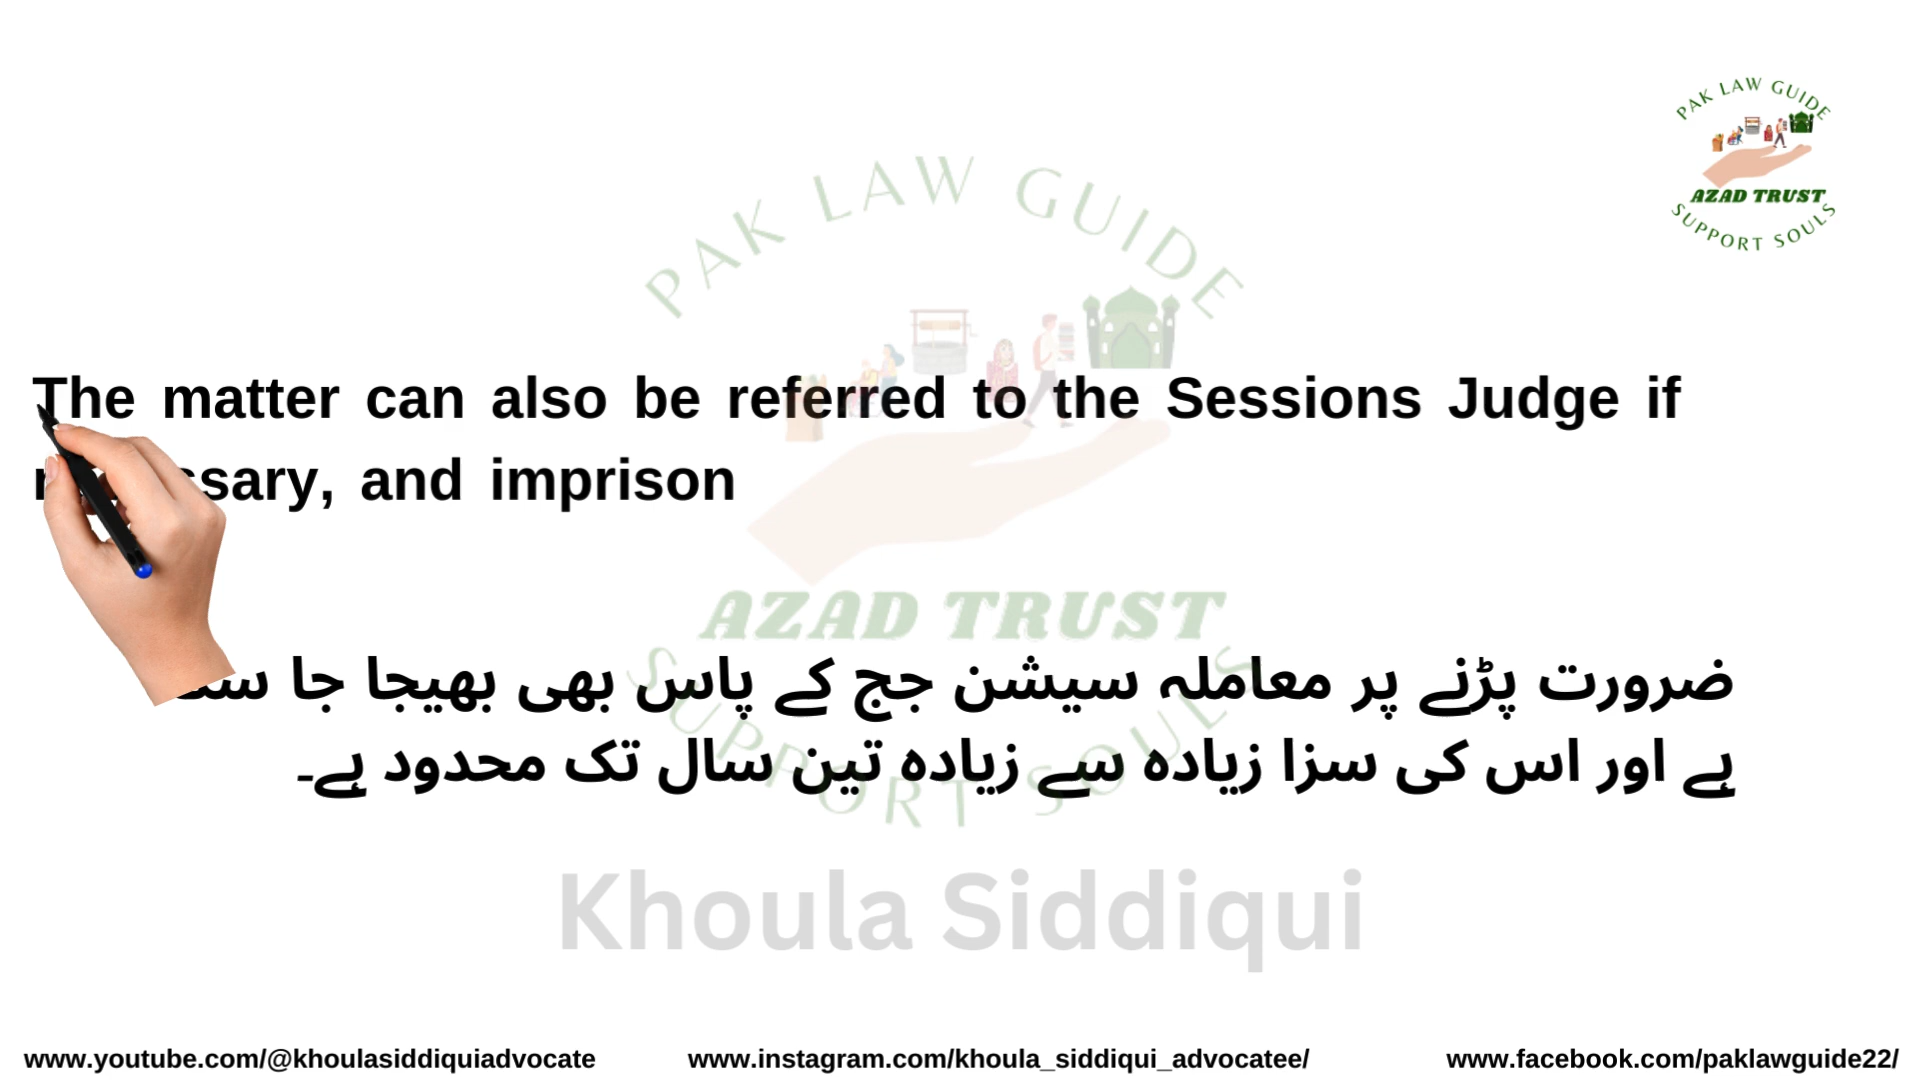 PAK LAW GUIDE
AZAD TRUST
SUPPORT SOULS
PAK LAW GUIDE
The matter can also be referred to the Sessions Judge if
and imprison
AZAD TRUST
ضرورت پڑنے پر معاملہ سیشن جج کے پاس بھی بھیجا جا
ہے اور اس کی سزا زیادہ سے زیادہ تین سال تک محدود ہے۔
SUPPORT SOULS
Khoula Siddiqui
www.youtube.com/@khoulasiddiquiadvocate
www.instagram.com/khoula_siddiqui_advocatee/
www.facebook.com/paklawguide22/